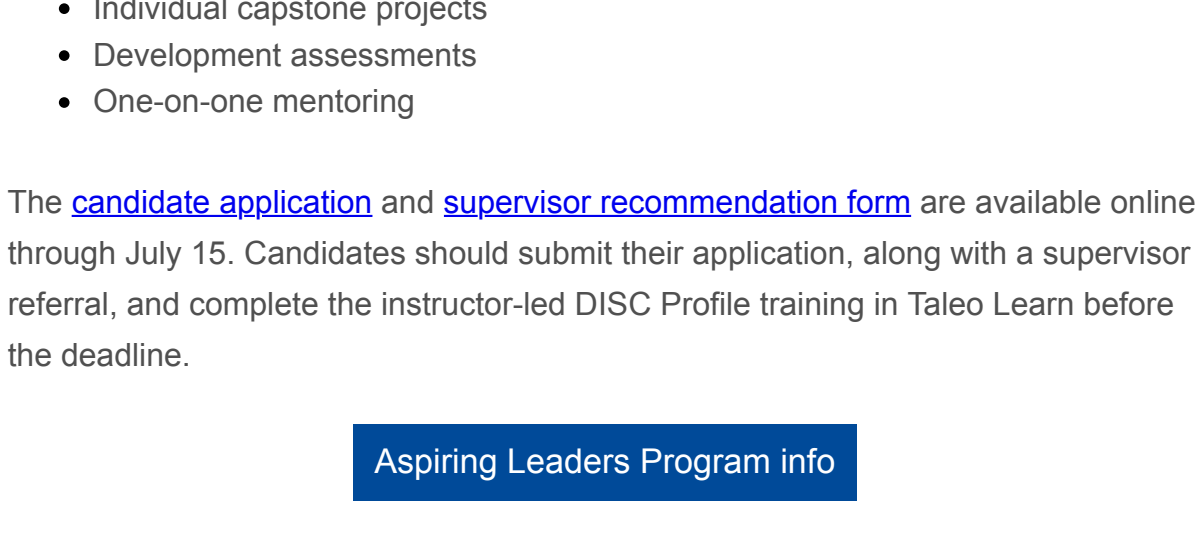 • Individual capstone projects
• Development assessments
• One-on-one mentoring
The candidate application and supervisor recommendation form are available online
through July 15. Candidates should submit their application, along with a supervisor
referral, and complete the instructor-led DISC Profile training in Taleo Learn before
the deadline.
Aspiring Leaders Program info